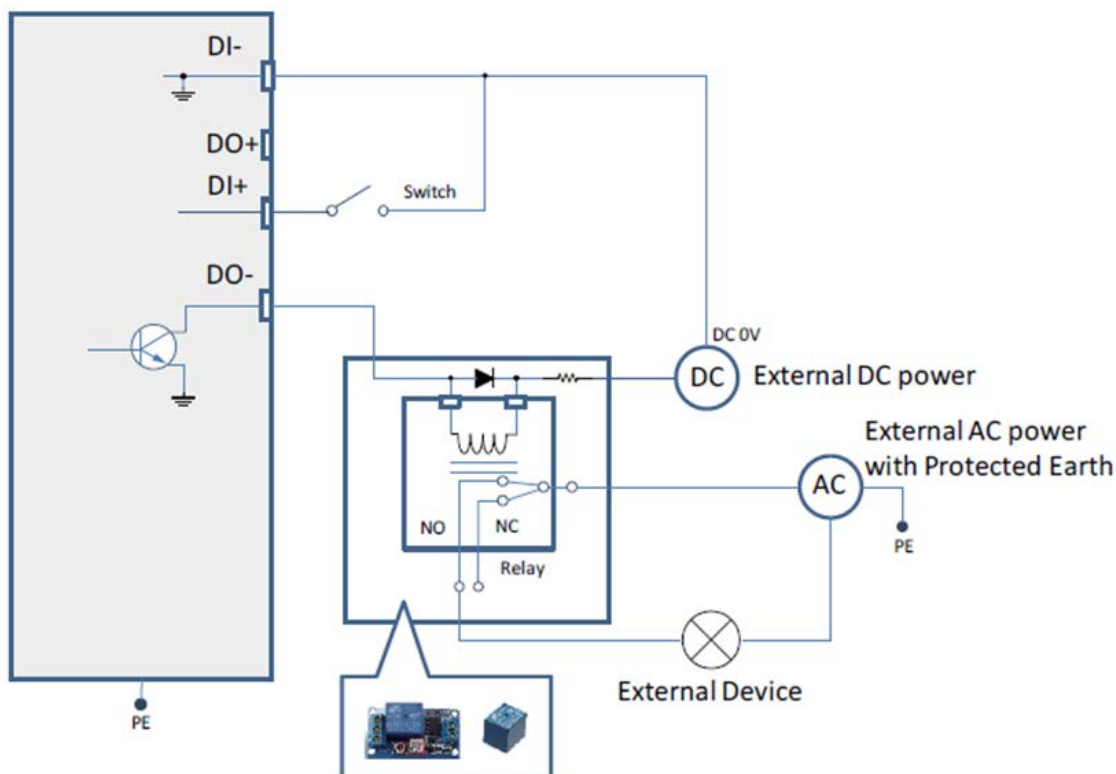 DI-
DO+
DI+
Switch
DO-
DC 0V
DC
External DC power
External AC power
with Protected Earth
AC
NO
NC
PE
Relay
External Device
PE